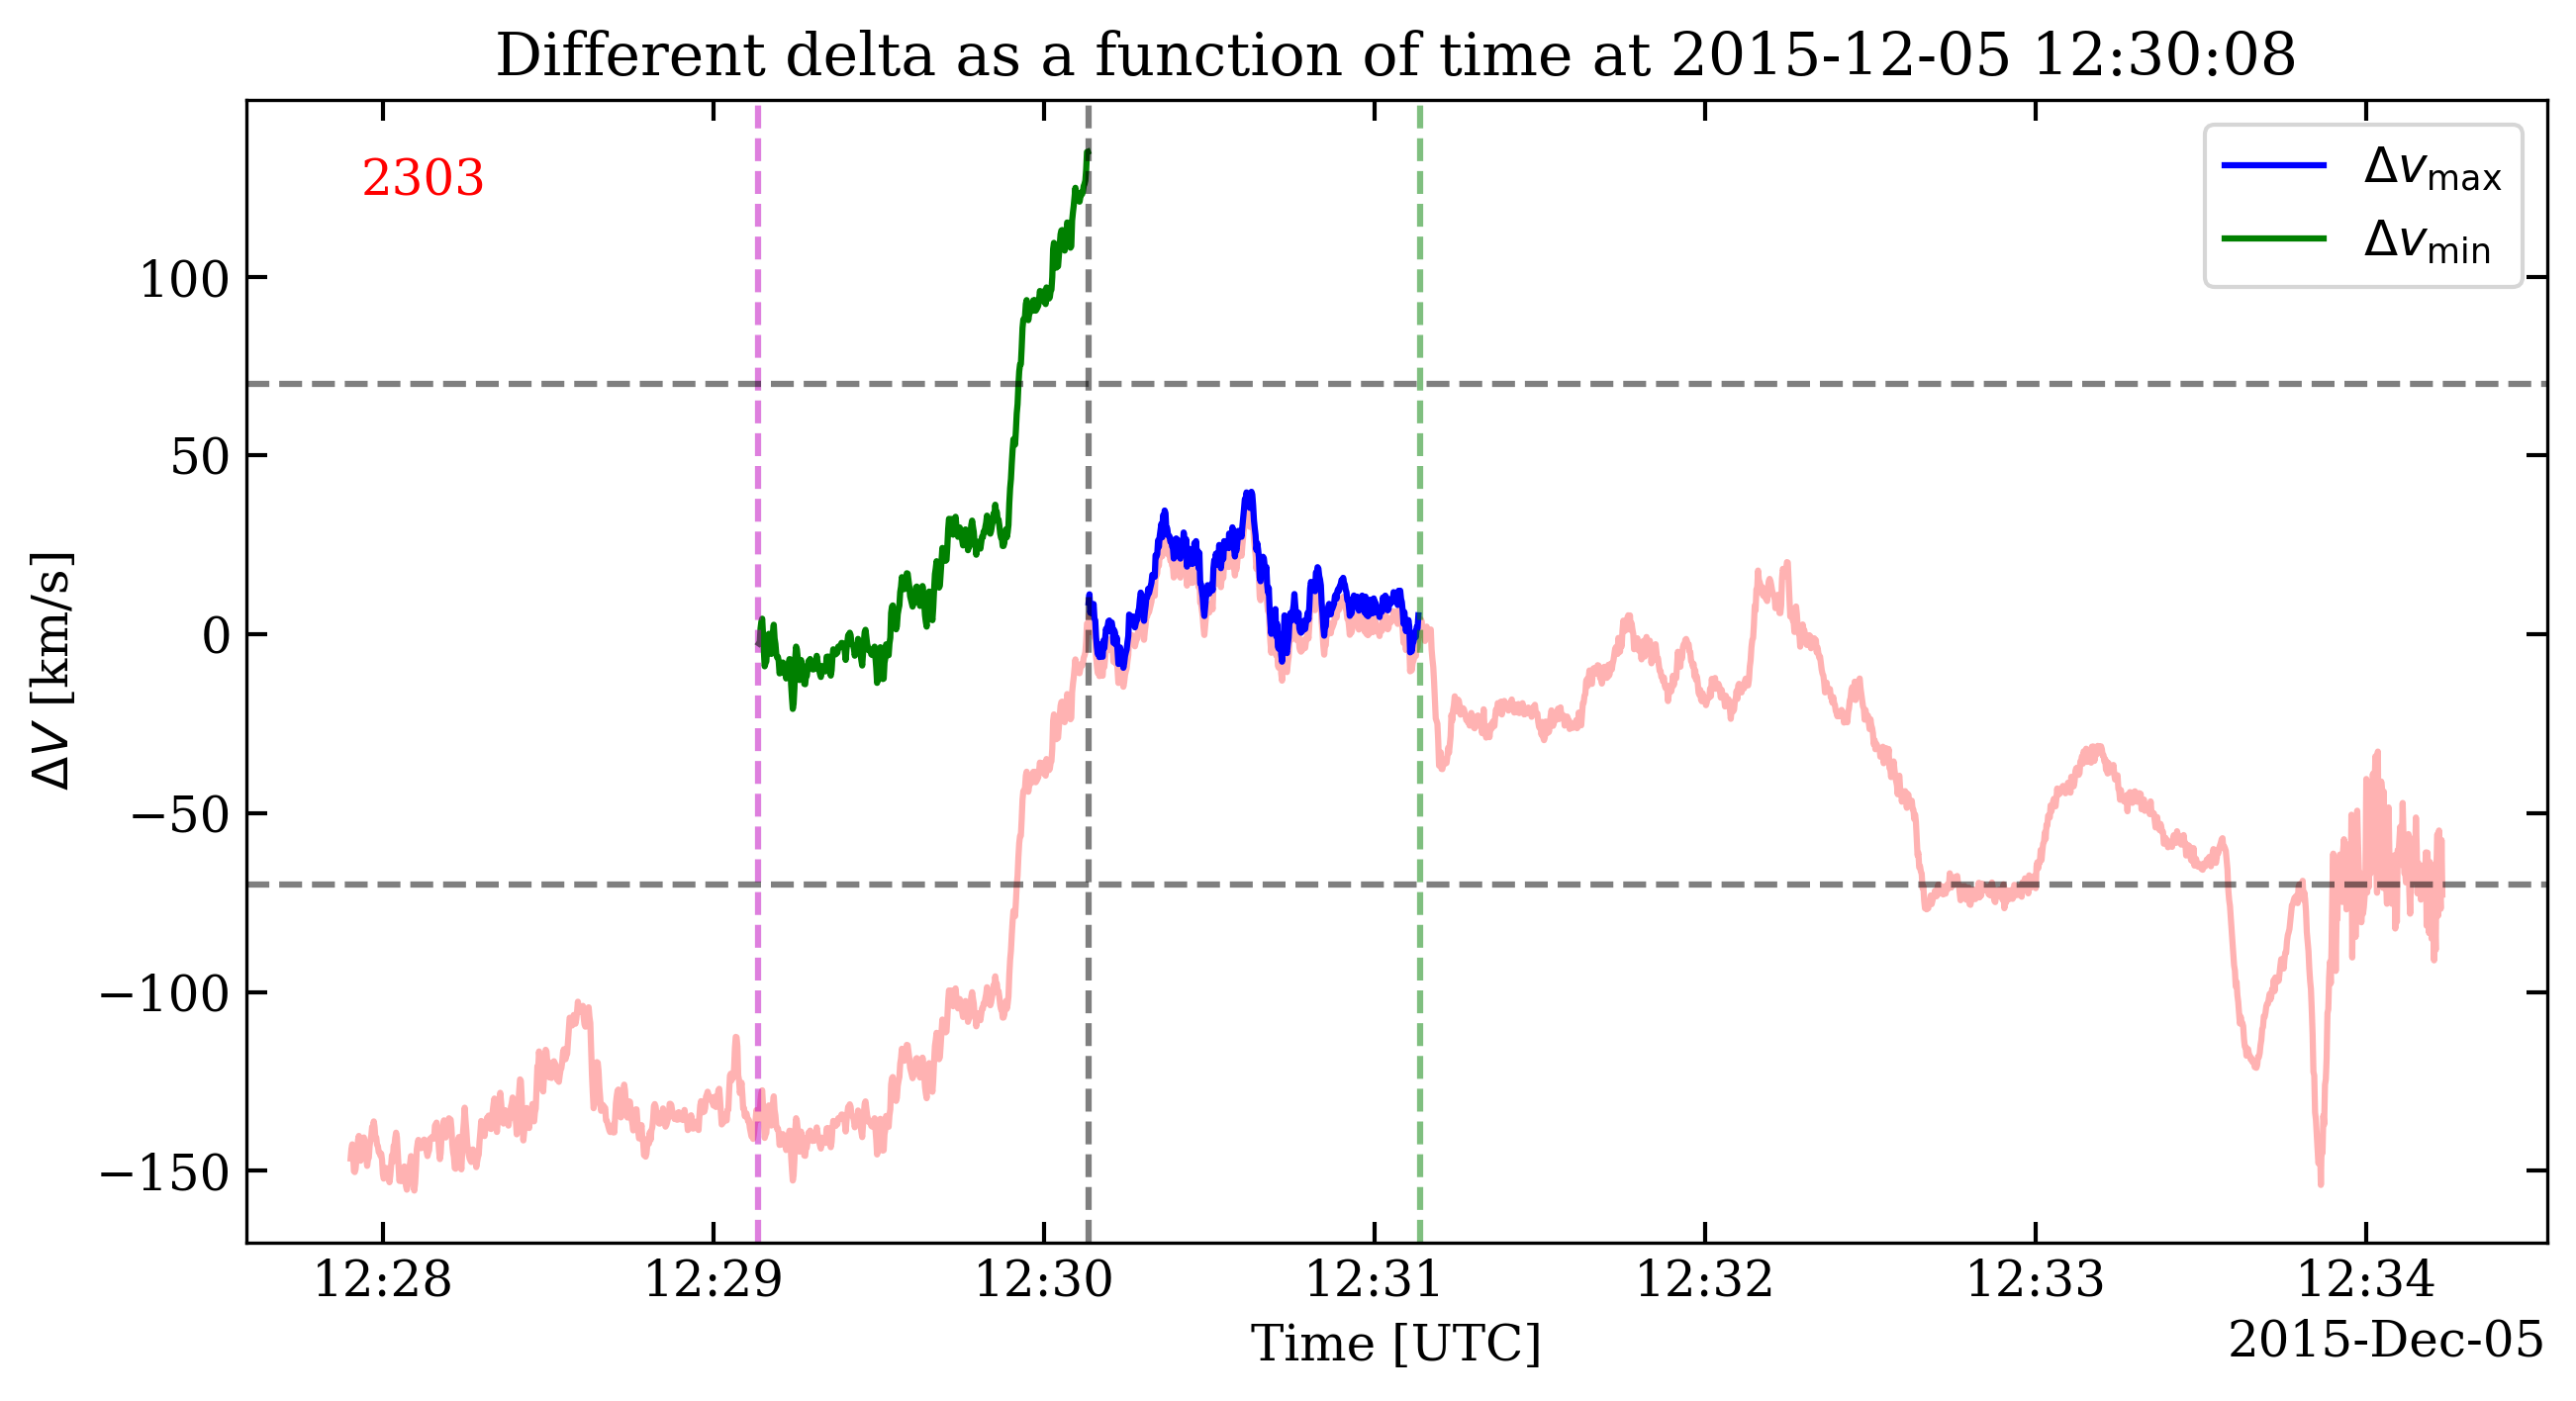 Different delta as a function of time at 2015-12-05 12:30:08
2303
Δv_max
Δv_min
ΔV [km/s]
100
50
0
−50
−100
−150
12:28 12:29 12:30 12:31 12:32 12:33 12:34
Time [UTC]
2015-Dec-05